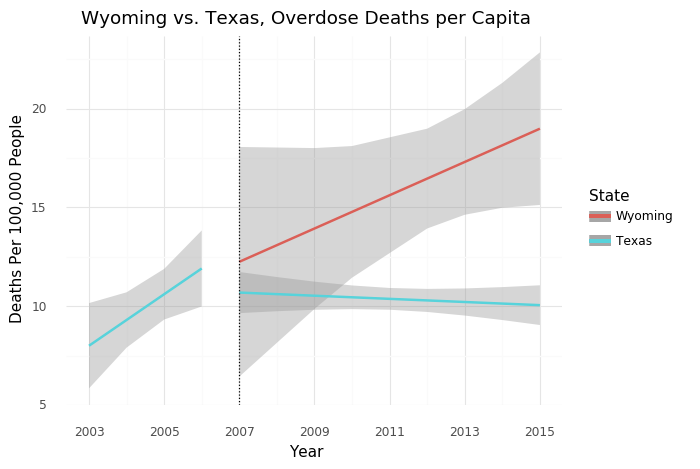 Wyoming vs. Texas, Overdose Deaths per Capita
Deaths Per 100,000 People
20
15
10
5
2003 2005 2007 2009 2011 2013 2015
Year
State
Wyoming
Texas